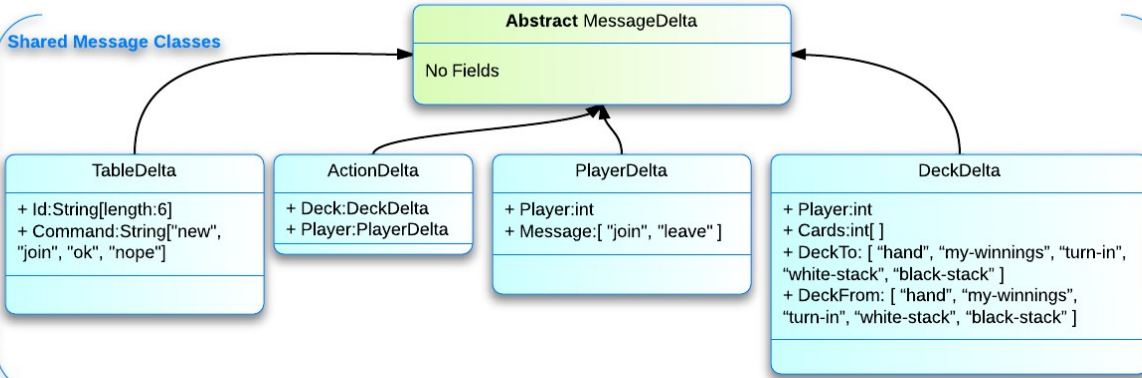 Shared Message Classes
Abstract MessageDelta
No Fields
TableDelta
+ Id:String[length:6]
+ Command:String["new",
"join", "ok", "nope"]
ActionDelta
+ Deck:DeckDelta
+ Player:PlayerDelta
PlayerDelta
+ Player:int
+ Message:[ "join", "leave" ]
DeckDelta
+ Player:int
+ Cards:int[ ]
+ DeckTo: [ “hand”, “my-winnings”, “turn-in”,
“white-stack”, “black-stack” ]
+ DeckFrom: [ “hand”, “my-winnings”,
“turn-in”, “white-stack”, “black-stack” ]